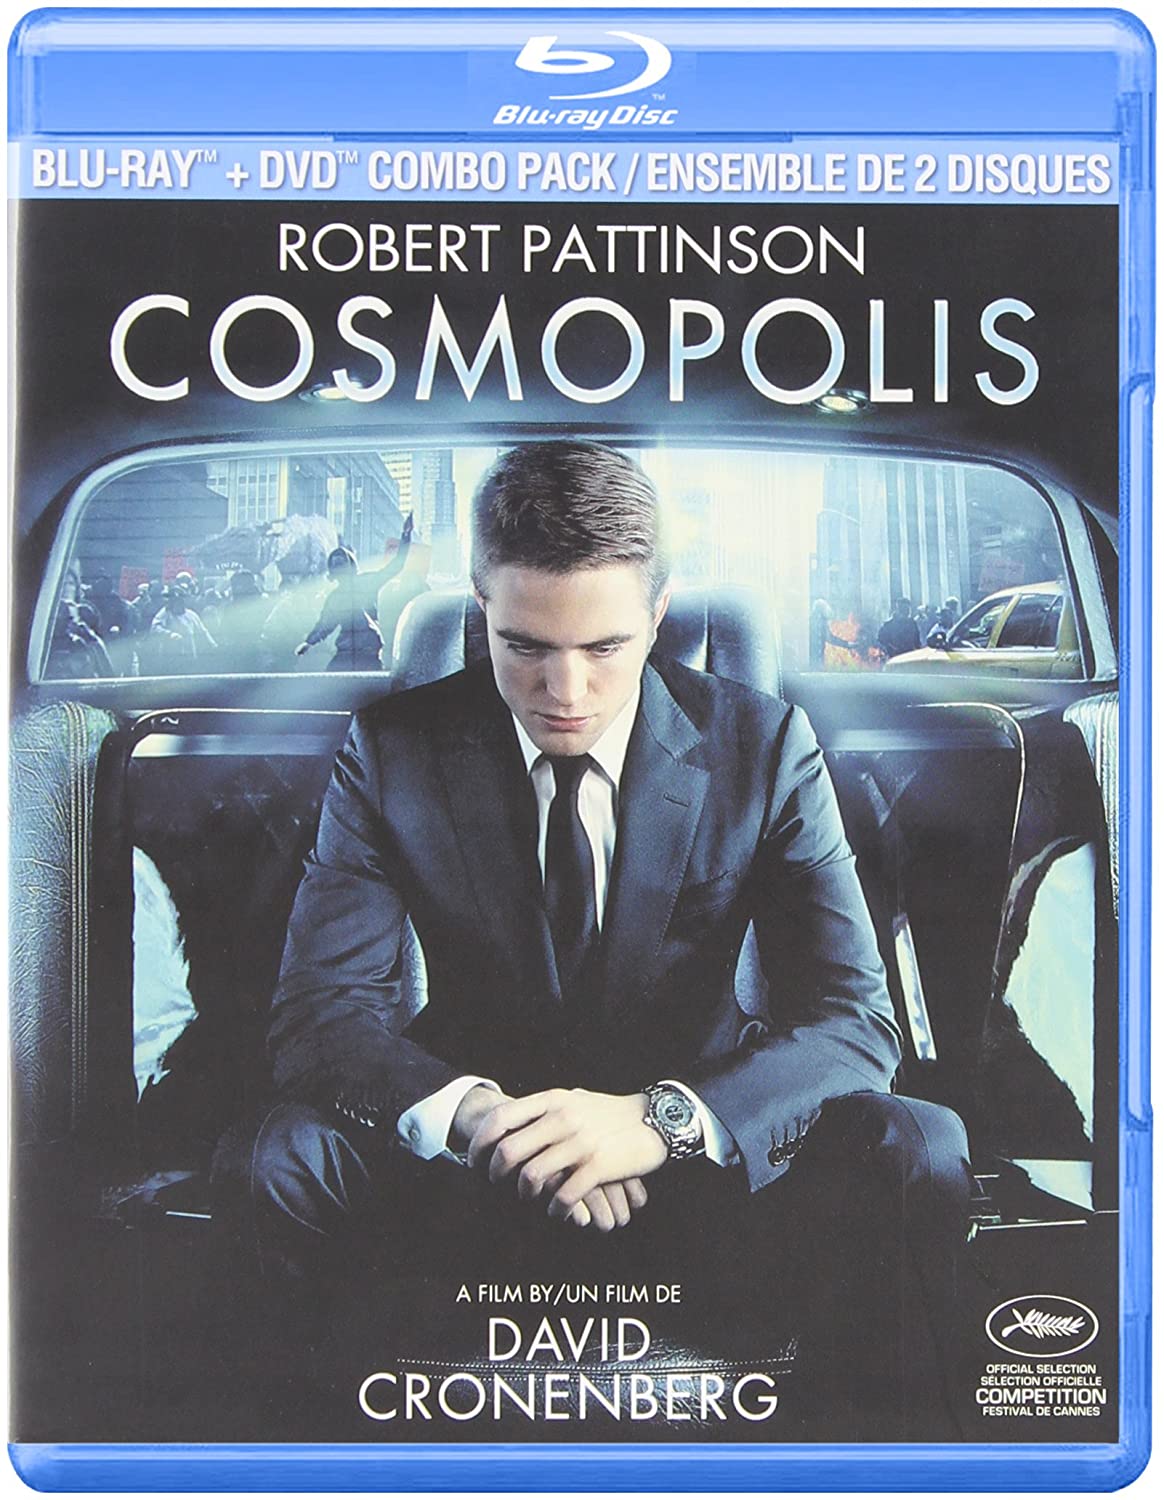 Blu-ray Disc™
BLU-RAY™ + DVD™ COMBO PACK / ENSEMBLE DE 2 DISQUES
ROBERT PATTINSON
COSMOPOLIS
A FILM BY/UN FILM DE
DAVID
CRONENBERG
OFFICIAL SELECTION
SÉLECTION OFFICIELLE
COMPETITION
FESTIVAL DE CANNES